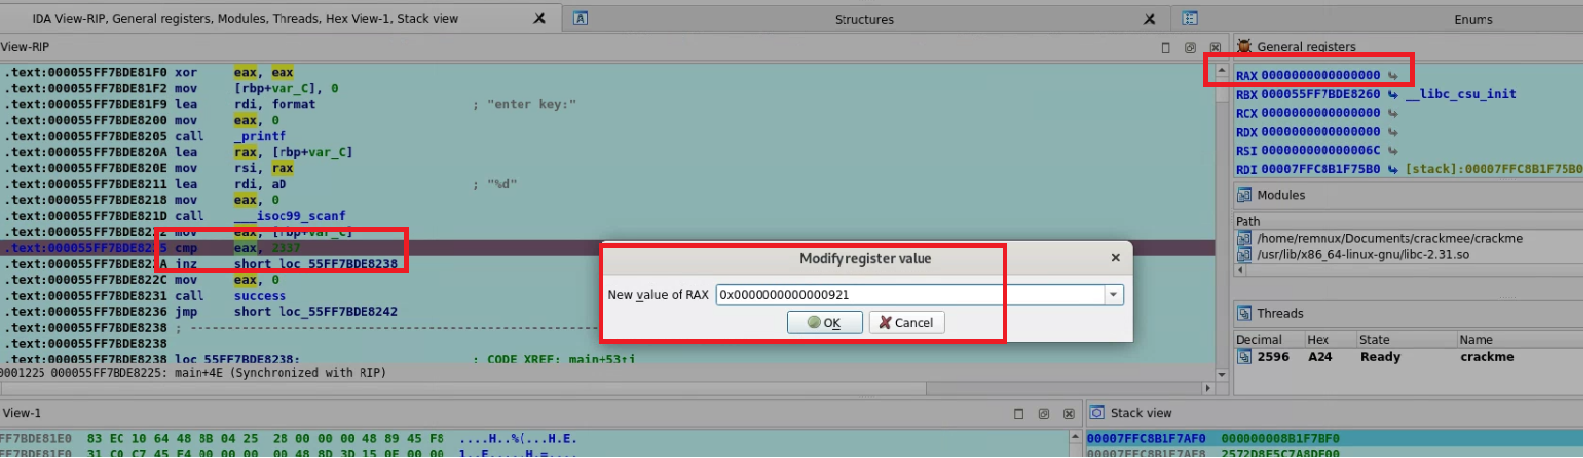 IDA View-RIP, General registers, Modules, Threads, Hex View-1, Stack view
Structures
Enums
View-RIP
.text:000055FF7BDE81F0 xor eax, eax
.text:000055FF7BDE81F2 mov [rbp+var_C], 0
.text:000055FF7BDE81F9 lea rdi, format ; "enter key:"
.text:000055FF7BDE8200 mov eax, 0
.text:000055FF7BDE8205 call _printf
.text:000055FF7BDE820A lea rax, [rbp+var_C]
.text:000055FF7BDE820E mov rsi, rax
.text:000055FF7BDE8211 lea rdi, aD ; "%d"
.text:000055FF7BDE8218 mov eax, 0
.text:000055FF7BDE821D call ___isoc99_scanf
.text:000055FF7BDE8222 mov eax, [rbp+var_C]
.text:000055FF7BDE8225 cmp eax, 2337
.text:000055FF7BDE822A jnz short loc_55FF7BDE8238
.text:000055FF7BDE822C mov eax, 0
.text:000055FF7BDE8231 call success
.text:000055FF7BDE8236 jmp short loc_55FF7BDE8242
.text:000055FF7BDE8238 ; ---------------------------------------------------------------------------
.text:000055FF7BDE8238
.text:000055FF7BDE8238 loc_55FF7BDE8238: ; CODE XREF: main+53↑j
0001225 000055FF7BDE8225: main+4E (Synchronized with RIP)
Modify register value
New value of RAX 0x0000000000000921
OK
Cancel
General registers
RAX 0000000000000000
RBX 000055FF7BDE8260 __libc_csu_init
RCX 0000000000000000
RDX 0000000000000000
RSI 000000000000006C
RDI 00007FFC8B1F75B0 [stack]:00007FFC8B1F75B0
Modules
Path
/home/remnux/Documents/crackmee/crackme
/usr/lib/x86_64-linux-gnu/libc-2.31.so
Threads
Decimal Hex State Name
2596 A24 Ready crackme
View-1
FF7BDE81E0 83 EC 10 64 48 8B 04 25 28 00 00 00 48 89 45 F8 ....H..%(...H.E.
FF7BDE81F0 31 C0 C7 45 F4 00 00 00 00 48 8D 3D 15 0E 00 00 1..E.....H.=....
Stack view
00007FFC8B1F7AF0 000000008B1F7BF0
00007FFC8B1F7AF8 2572D8E5C7A8DF00